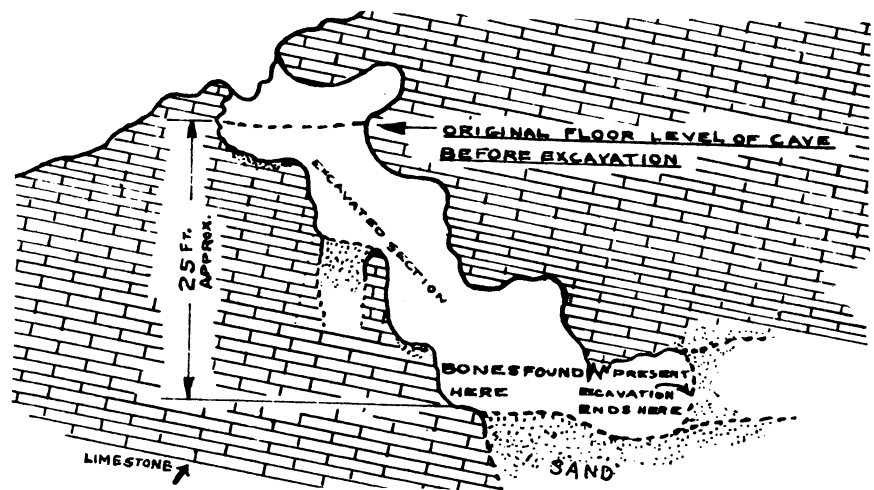 ORIGINAL FLOOR LEVEL OF CAVE
BEFORE EXCAVATION
EXCAVATED SECTION
25 FT.
APPROX.
BONES FOUND
HERE
PRESENT
EXCAVATION
ENDS HERE
LIMESTONE
SAND